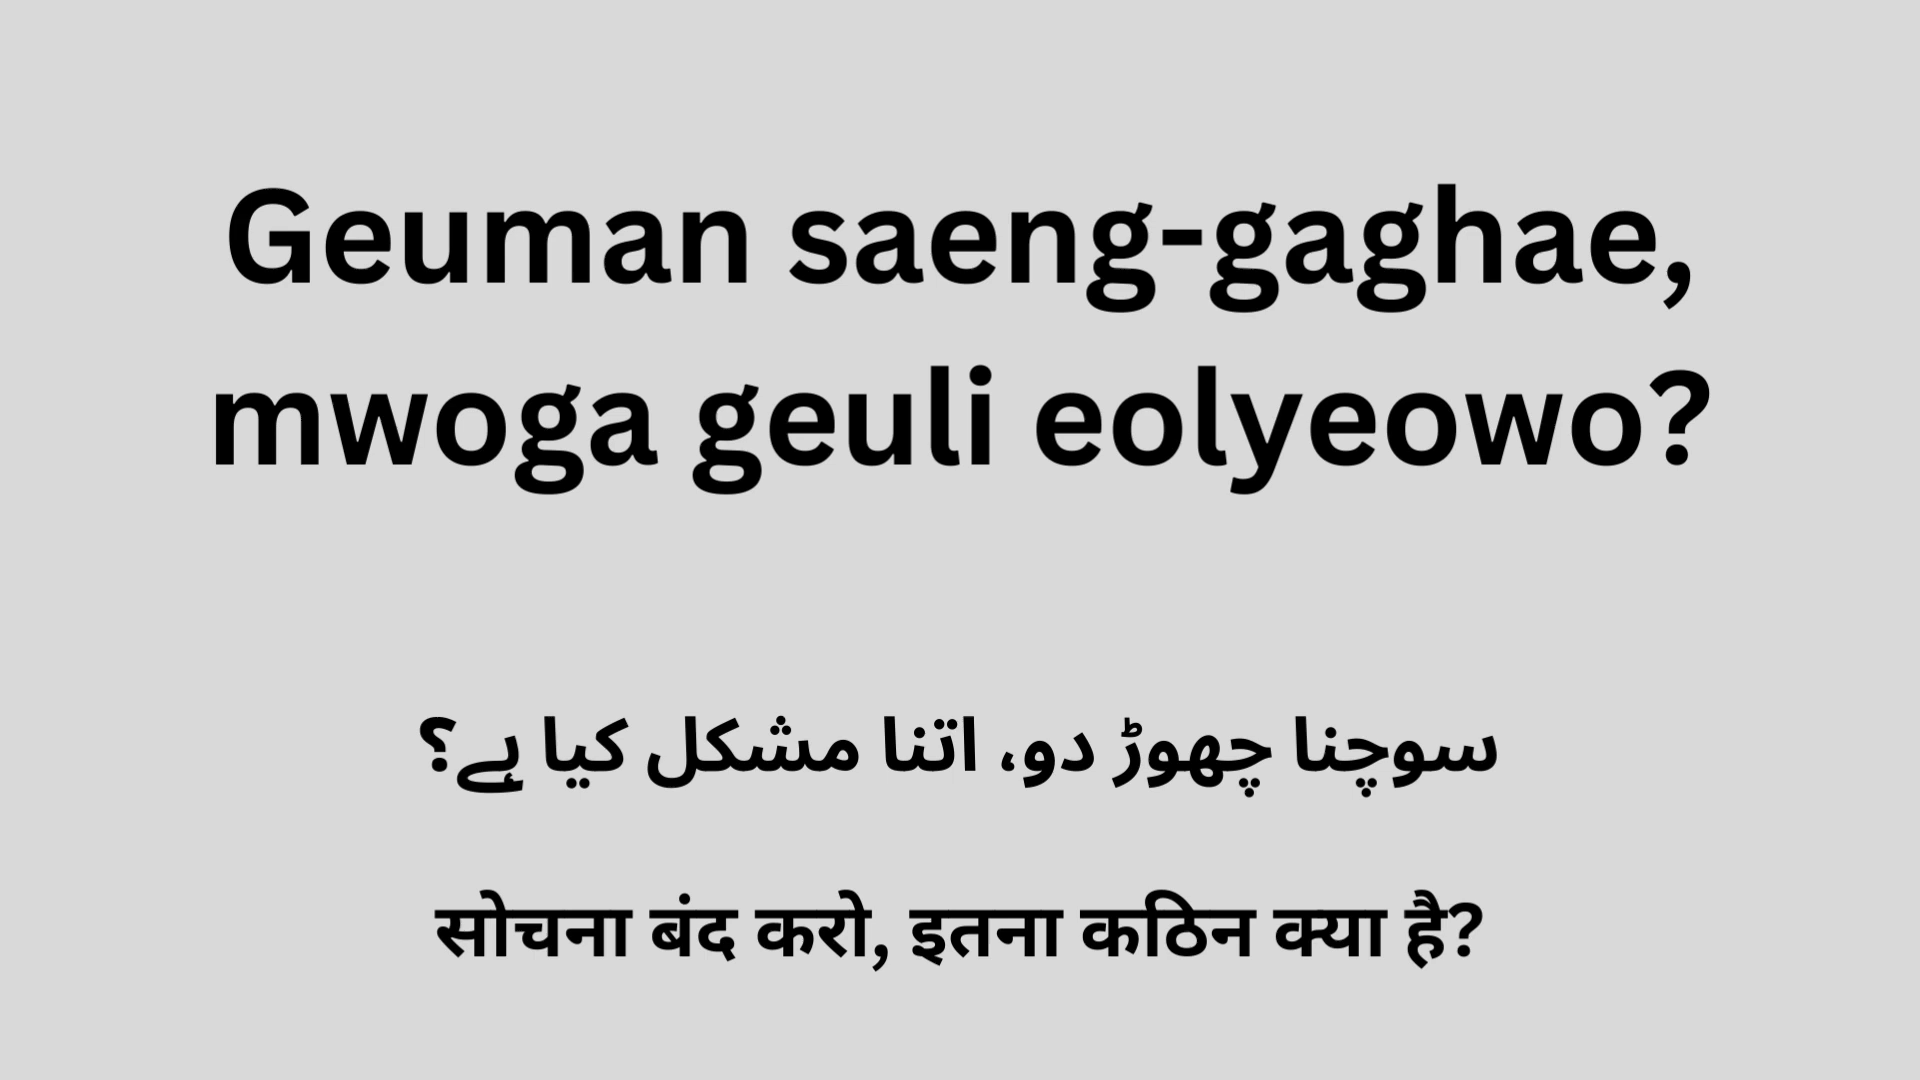 Geuman saeng-gaghae,
mwoga geuli eolyeowo?
سوچنا چھوڑ دو، اتنا مشکل کیا ہے؟
सोचना बंद करो, इतना कठिन क्या है?